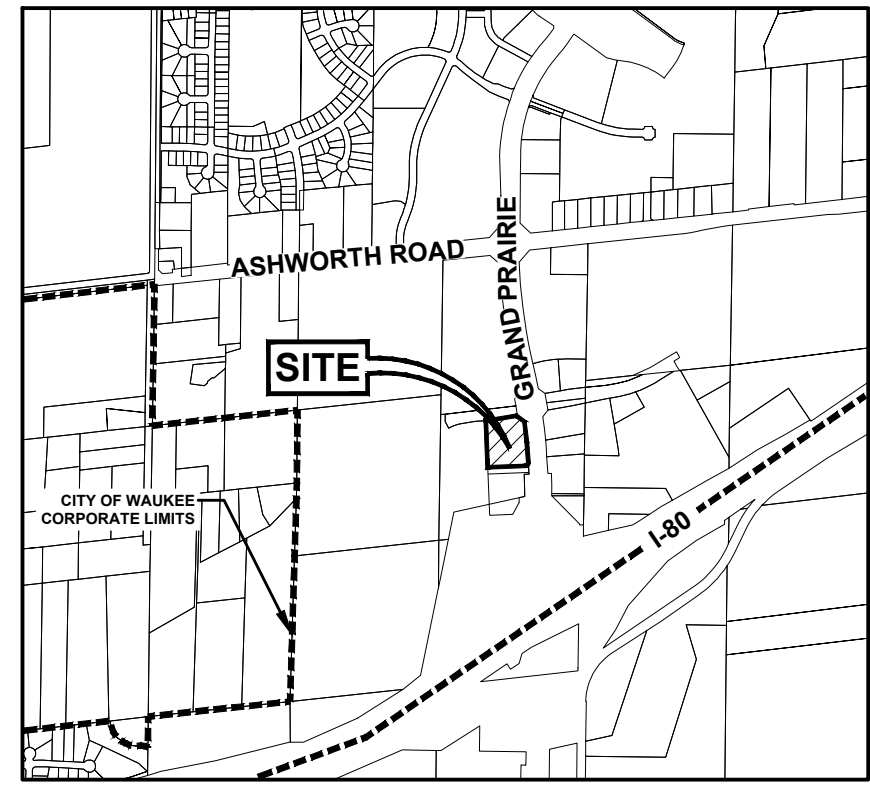 ASHWORTH ROAD
GRAND PRAIRIE
SITE
CITY OF WAUKEE
CORPORATE LIMITS
I-80